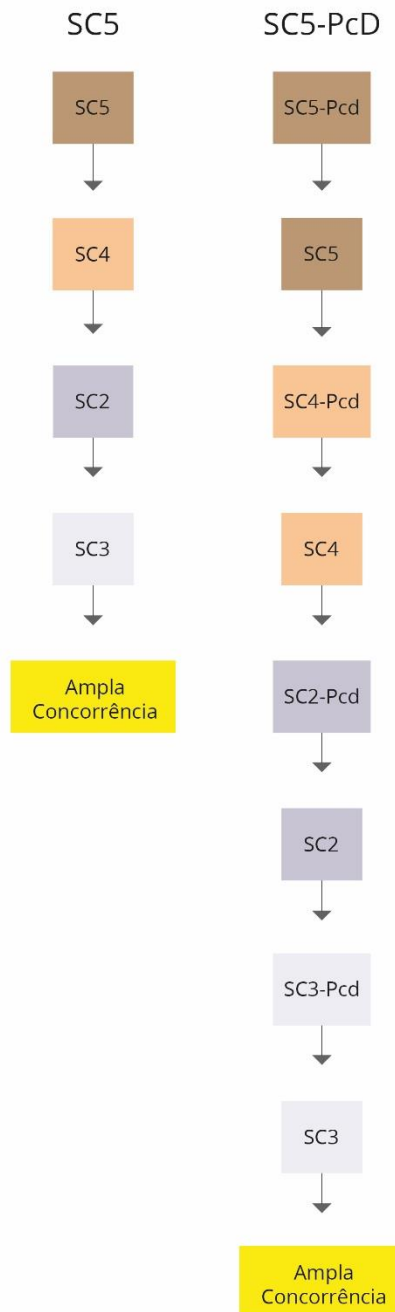 SC5
SC5
SC4
SC2
SC3
Ampla
Concorrência
SC5-PcD
SC5-Pcd
SC5
SC4-Pcd
SC4
SC2-Pcd
SC2
SC3-Pcd
SC3
Ampla
Concorrência